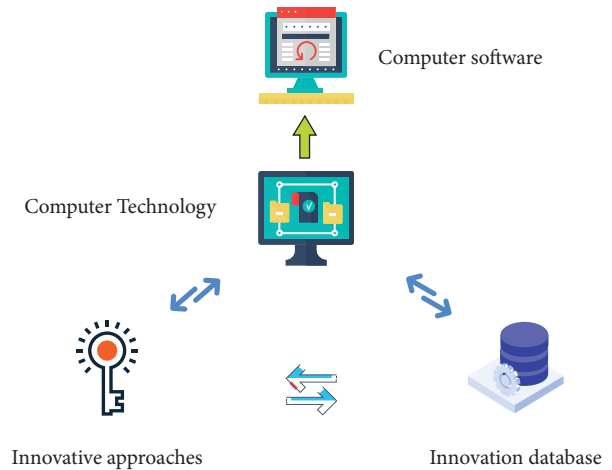 Computer software
Computer Technology
Innovative approaches
Innovation database